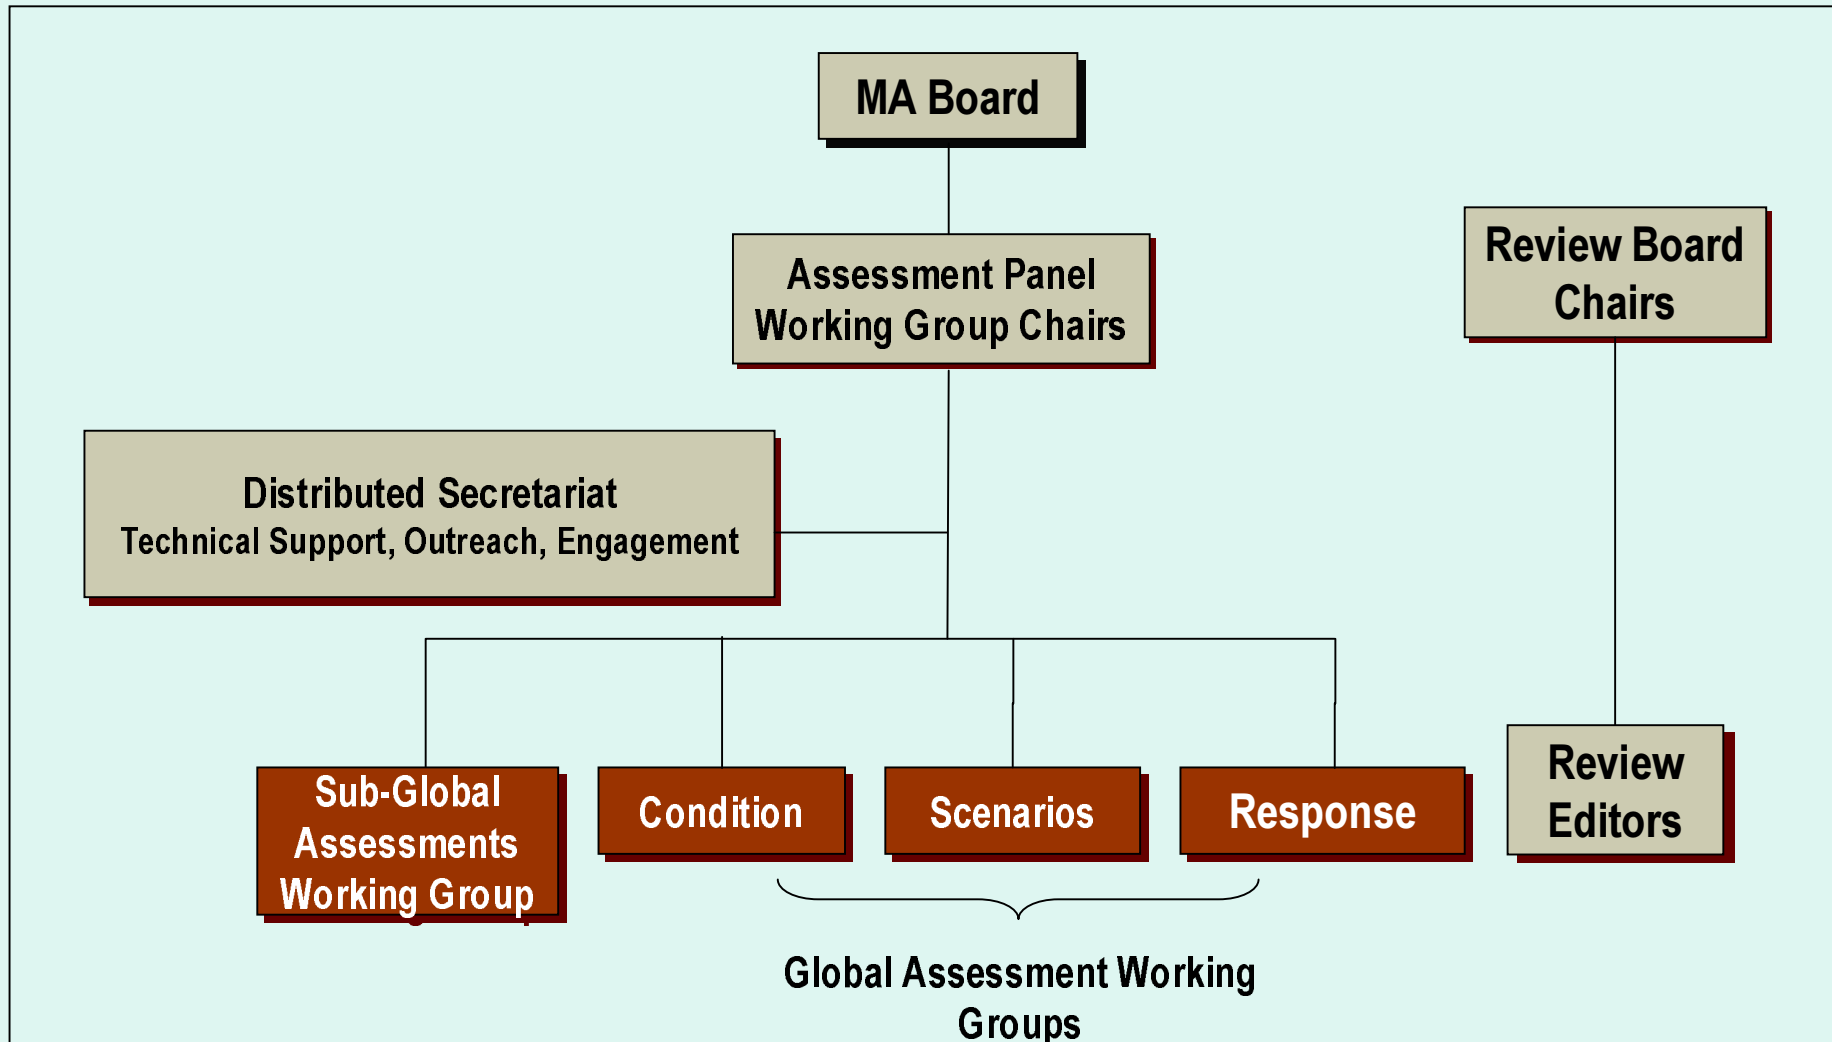 MA Board
Assessment Panel
Working Group Chairs
Review Board
Chairs
Distributed Secretariat
Technical Support, Outreach, Engagement
Sub-Global
Assessments
Working Group
Condition
Scenarios
Response
Review
Editors
Global Assessment Working
Groups